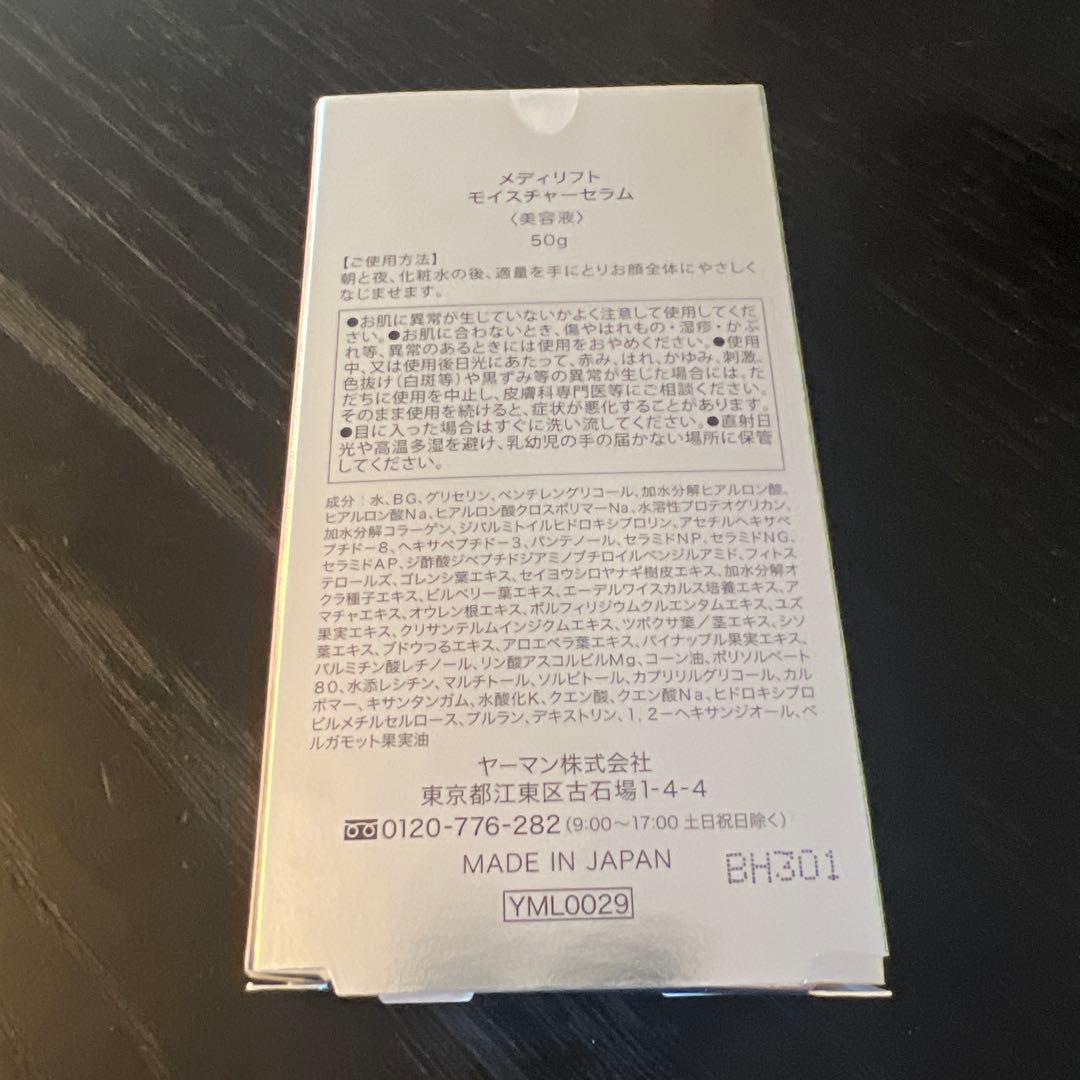 メディリフト
モイスチャーセラム
〈美容液〉
50g
【ご使用方法】
朝と夜、化粧水の後、適量を手にとりお顔全体にやさしく
なじませます。
●お肌に異常が生じていないかよく注意して使用してくだ
さい。●お肌に合わないとき、傷やはれもの・湿疹・かぶ
れ等、異常のあるときには使用をおやめください。●使用
中、又は使用後日光にあたって、赤み、はれ、かゆみ、刺激、
色抜け(白斑等)や黒ずみ等の異常が生じた場合には、た
だちに使用を中止し、皮膚科専門医等にご相談ください。
そのまま使用を続けると、症状が悪化することがあります。
●目に入った場合はすぐに洗い流してください。●直射日
光や高温多湿を避け、乳幼児の手の届かない場所に保管
してください。
成分:水、BG、グリセリン、ペンチレングリコール、加水分解ヒアルロン酸、
ヒアルロン酸Na、ヒアルロン酸クロスポリマーNa、水溶性プロテオグリカン、
加水分解コラーゲン、ジパルミトイルヒドロキシプロリン、アセチルヘキサペ
プチド-8、ヘキサペプチド-3、パンテノール、セラミドNP、セラミドNG、
セラミドAP、ジ酢酸ジペプチドジアミノブチロイルベンジルアミド、フィトス
テロールズ、ゴレンシ葉エキス、セイヨウシロヤナギ樹皮エキス、加水分解オ
クラ種子エキス、ビルベリー葉エキス、エーデルワイスカルス培養エキス、ア
マチャエキス、オウレン根エキス、ポルフィリジウムクルエンタムエキス、ユズ
果実エキス、クリサンテルムインジクムエキス、ツボクサ葉/茎エキス、シソ
葉エキス、ブドウつるエキス、アロエベラ葉エキス、パイナップル果実エキス、
パルミチン酸レチノール、リン酸アスコルビルMg、コーン油、ポリソルベート
80、水添レシチン、マルチトール、ソルビトール、カプリリルグリコール、カル
ボマー、キサンタンガム、水酸化K、クエン酸、クエン酸Na、ヒドロキシプロ
ピルメチルセルロース、プルラン、デキストリン、1,2-ヘキサンジオール、ベ
ルガモット果実油
ヤーマン株式会社
東京都江東区古石場1-4-4
0120-776-282(9:00〜17:00 土日祝日除く)
MADE IN JAPAN
BH301
YML0029